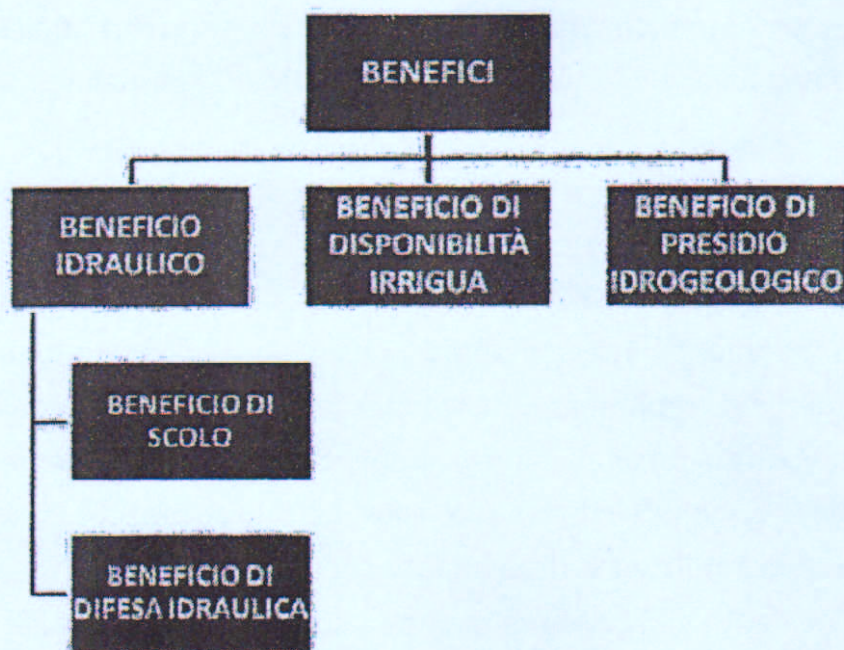 BENEFICI
BENEFICIO
IDRAULICO
BENEFICIO DI
DISPONIBILITÀ
IRRIGUA
BENEFICIO DI
PRESIDIO
IDROGEOLOGICO
BENEFICIO DI
SCOLO
BENEFICIO DI
DIFESA IDRAULICA